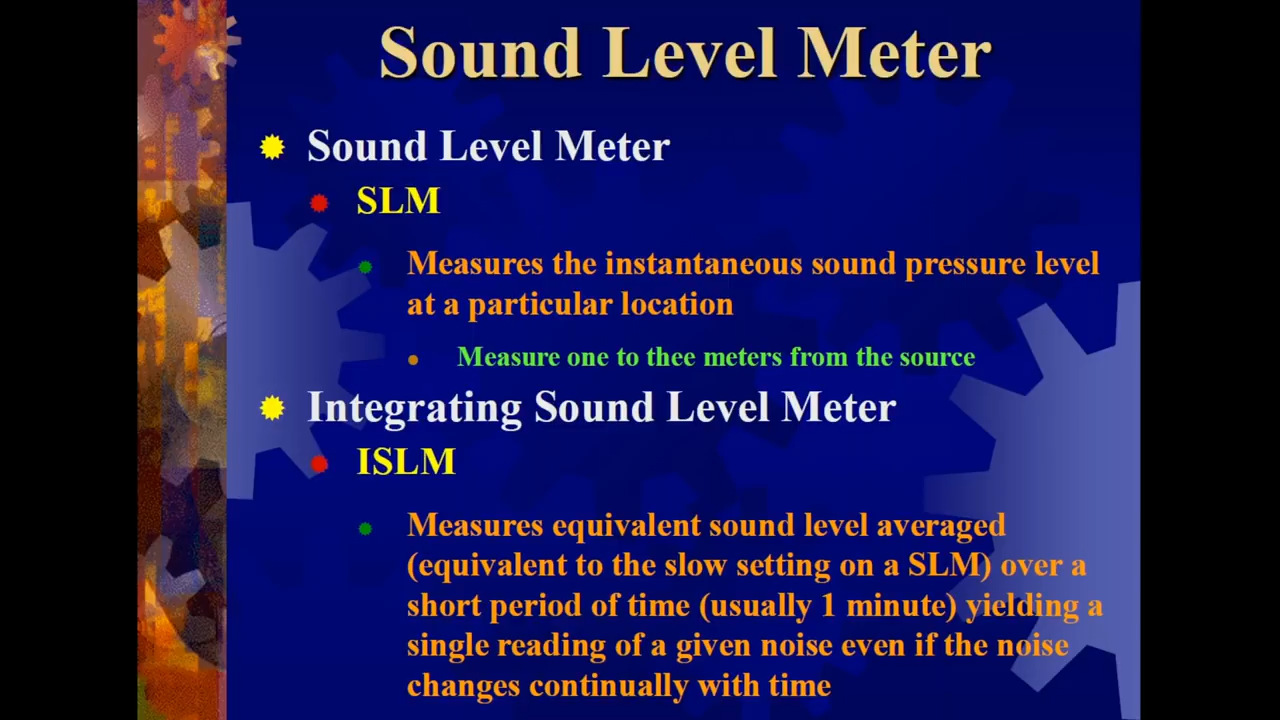 Sound Level Meter
Sound Level Meter
SLM
Measures the instantaneous sound pressure level
at a particular location
Measure one to thee meters from the source
Integrating Sound Level Meter
ISLM
Measures equivalent sound level averaged
(equivalent to the slow setting on a SLM) over a
short period of time (usually 1 minute) yielding a
single reading of a given noise even if the noise
changes continually with time